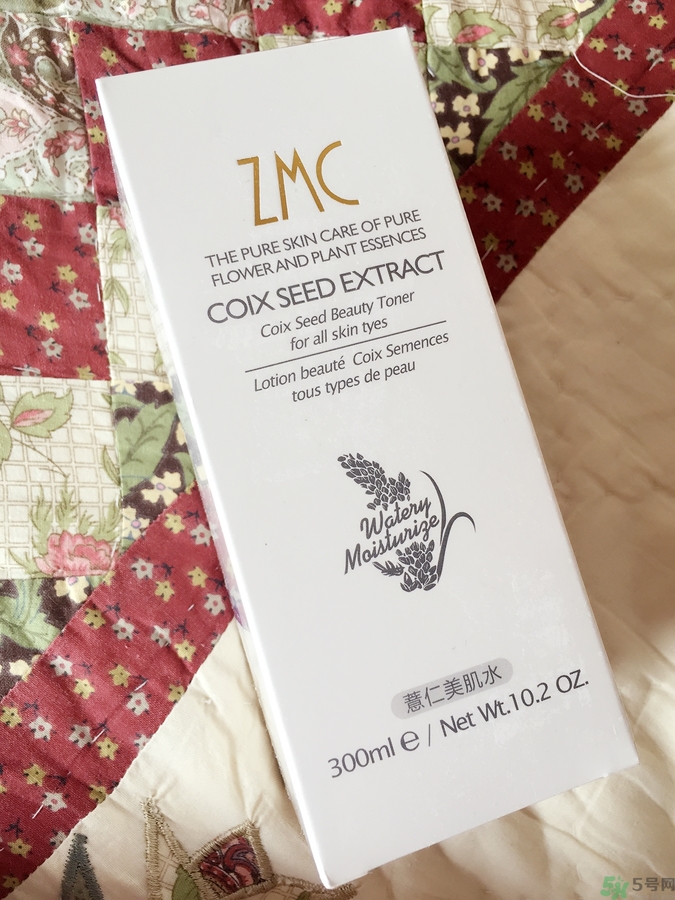 ZMC
THE PURE SKIN CARE OF PURE
FLOWER AND PLANT ESSENCES
COIX SEED EXTRACT
Coix Seed Beauty Toner
for all skin tyes
Lotion beauté Coix Semences
tous types de peau
Watery
Moisturize
薏仁美肌水
300ml e / Net Wt.10.2 OZ.
5号网